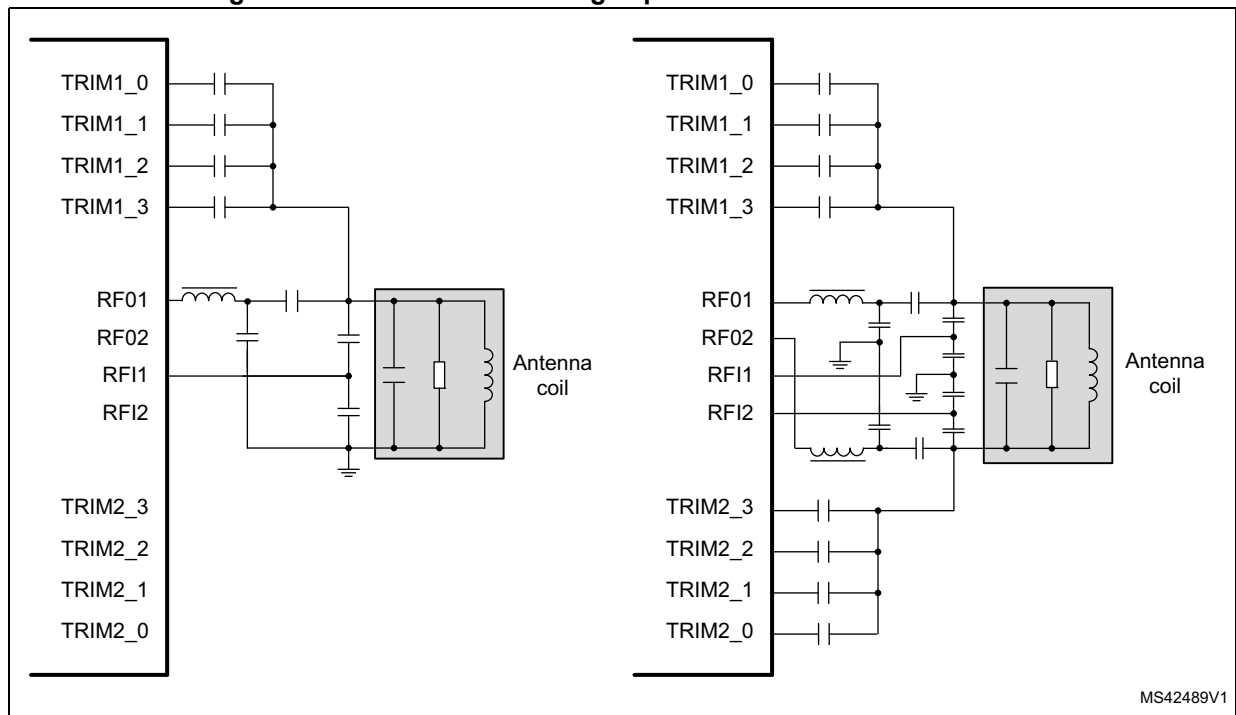 TRIM1_0
TRIM1_1
TRIM1_2
TRIM1_3
RF01
RF02
RFI1
RFI2
TRIM2_3
TRIM2_2
TRIM2_1
TRIM2_0
Antenna
coil
TRIM1_0
TRIM1_1
TRIM1_2
TRIM1_3
RF01
RF02
RFI1
RFI2
TRIM2_3
TRIM2_2
TRIM2_1
TRIM2_0
Antenna
coil
MS42489V1